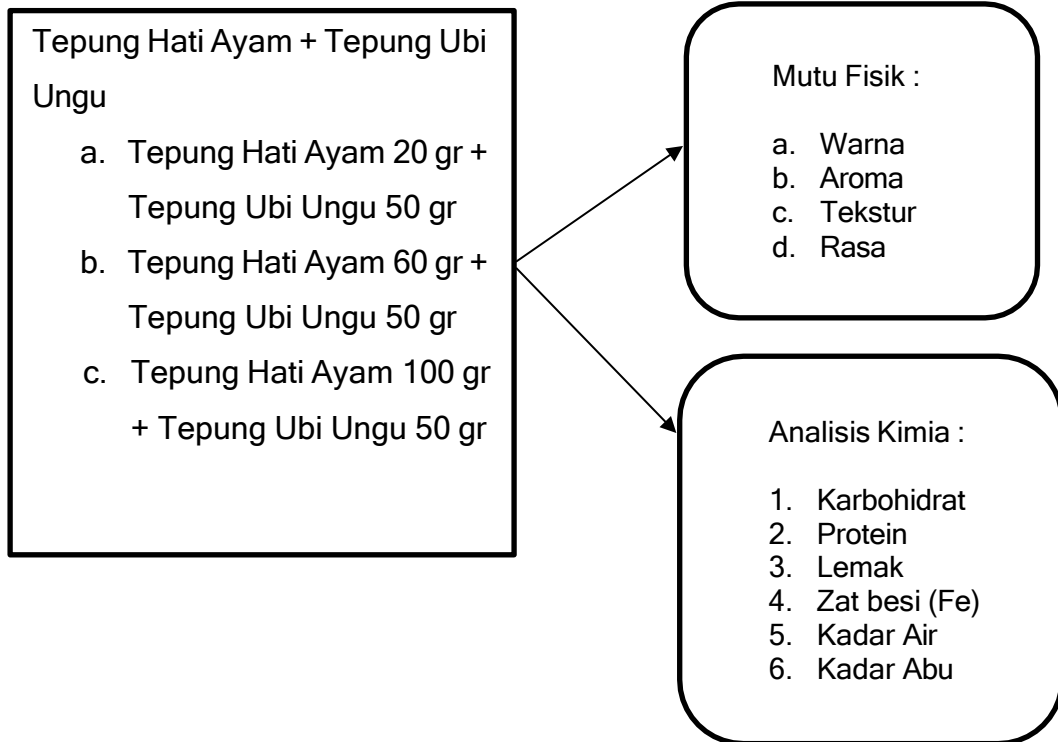 Tepung Hati Ayam + Tepung Ubi
Ungu
a. Tepung Hati Ayam 20 gr +
Tepung Ubi Ungu 50 gr
b. Tepung Hati Ayam 60 gr +
Tepung Ubi Ungu 50 gr
c. Tepung Hati Ayam 100 gr
+ Tepung Ubi Ungu 50 gr
Mutu Fisik :
a. Warna
b. Aroma
c. Tekstur
d. Rasa
Analisis Kimia :
1. Karbohidrat
2. Protein
3. Lemak
4. Zat besi (Fe)
5. Kadar Air
6. Kadar Abu